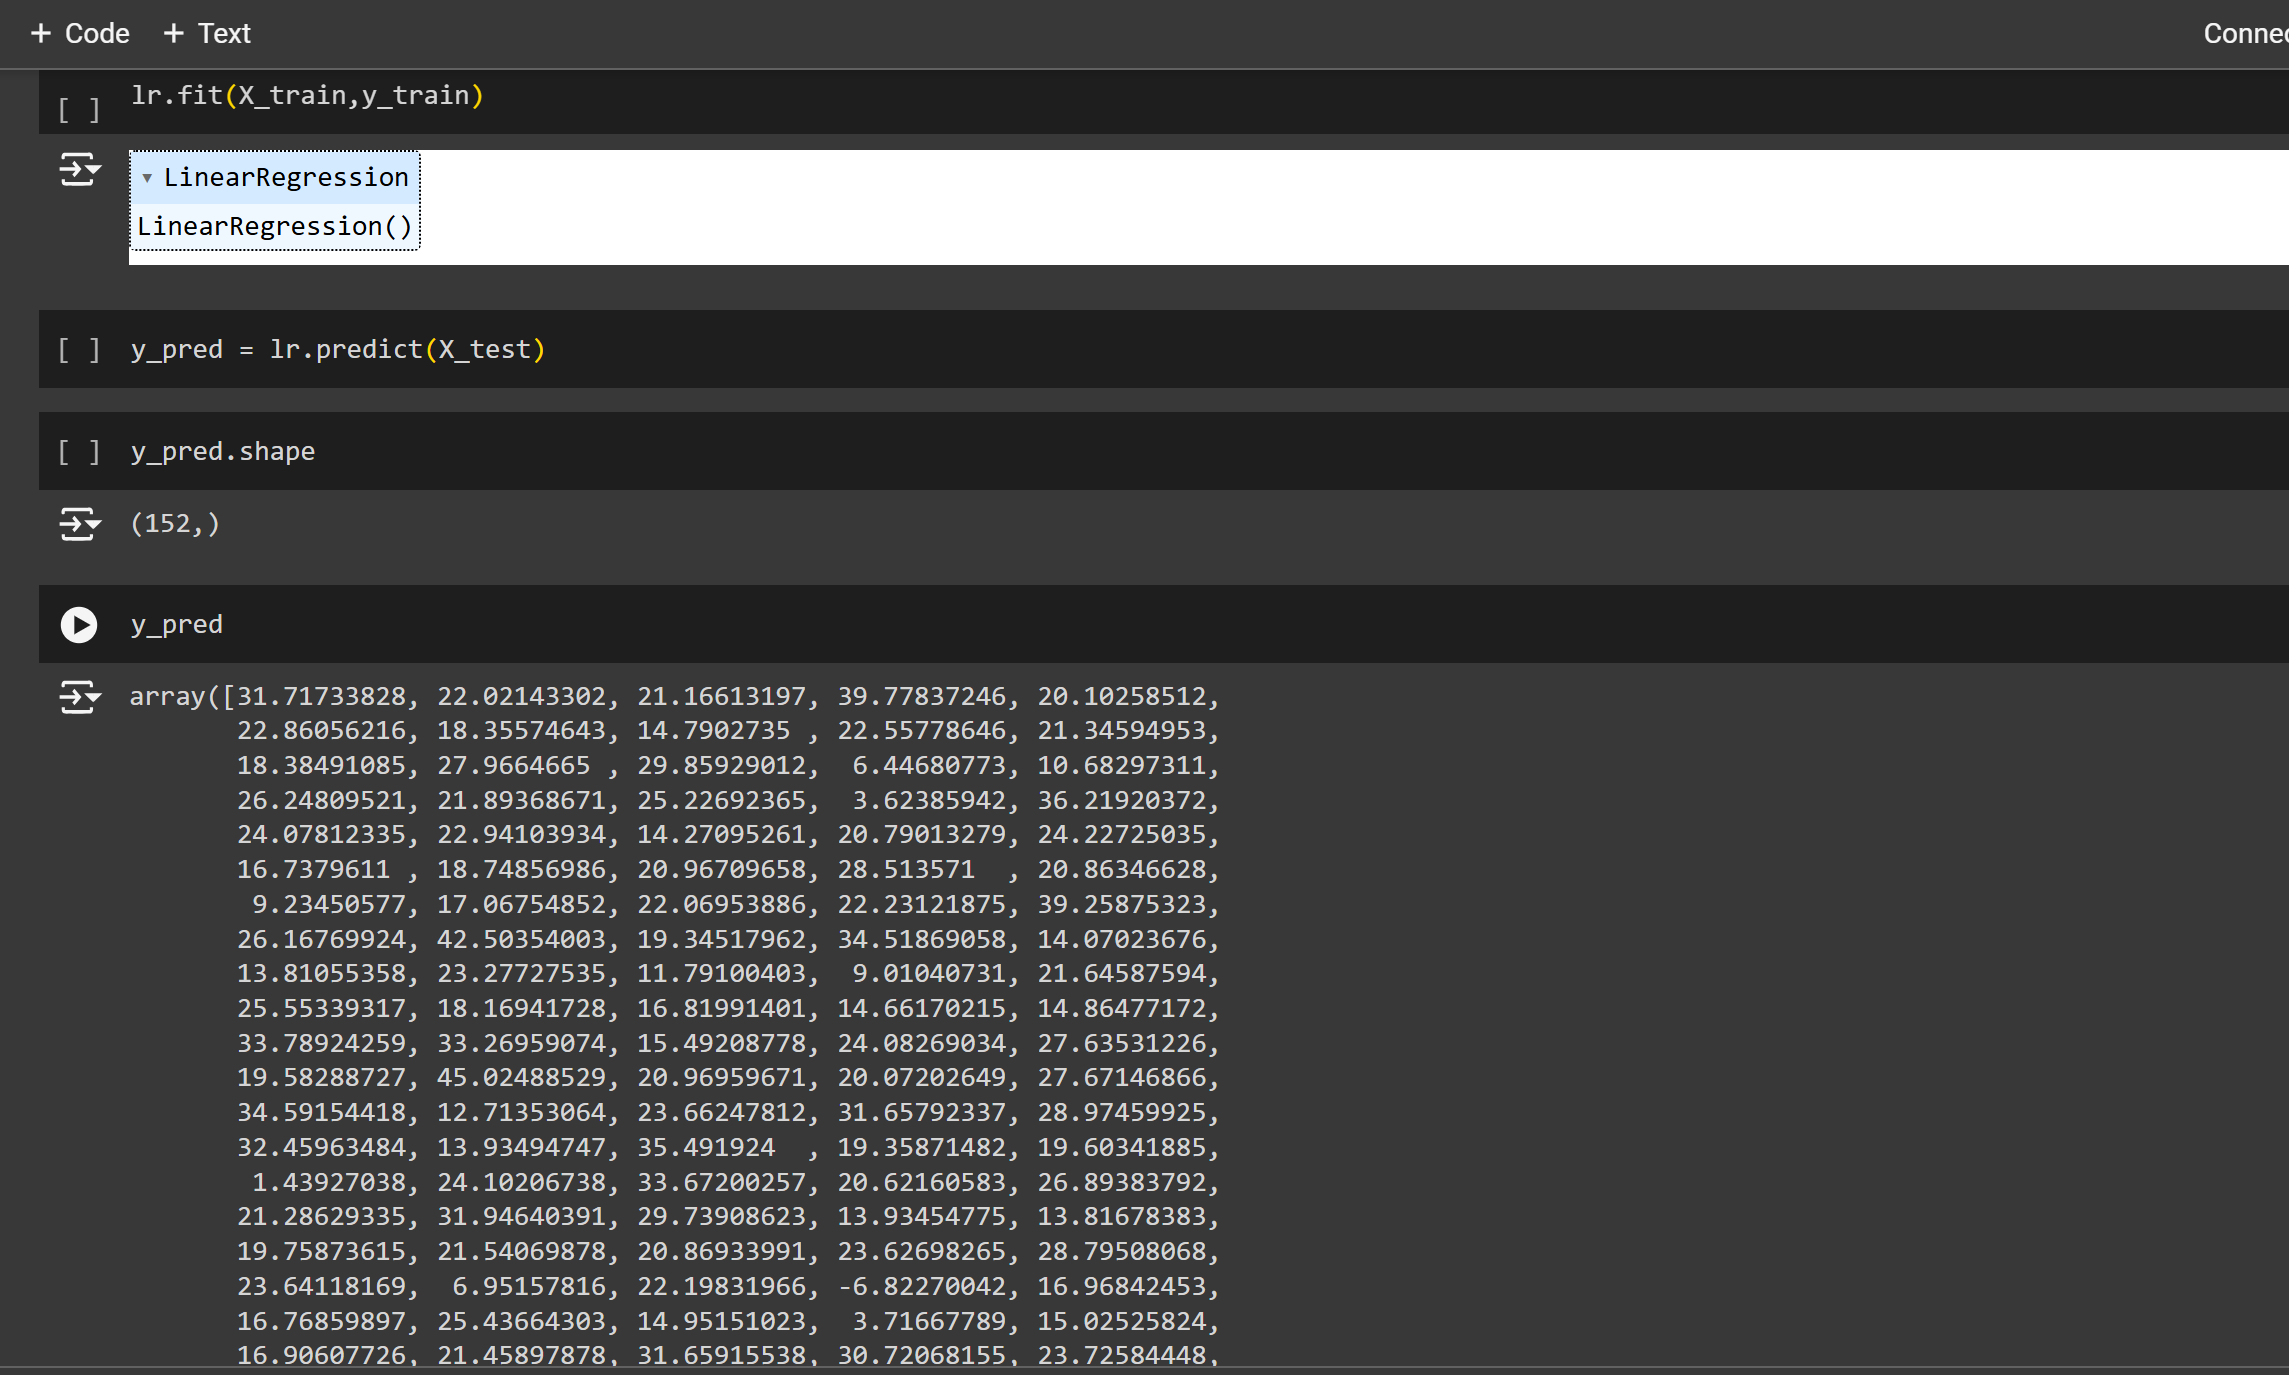 + Code + Text Connec
[ ] lr.fit(X_train,y_train)
▾ LinearRegression
LinearRegression()
[ ] y_pred = lr.predict(X_test)
[ ] y_pred.shape
(152,)
y_pred
array([31.71733828, 22.02143302, 21.16613197, 39.77837246, 20.10258512,
22.86056216, 18.35574643, 14.7902735 , 22.55778646, 21.34594953,
18.38491085, 27.9664665 , 29.85929012,  6.44680773, 10.68297311,
26.24809521, 21.89368671, 25.22692365,  3.62385942, 36.21920372,
24.07812335, 22.94103934, 14.27095261, 20.79013279, 24.22725035,
16.7379611 , 18.74856986, 20.96709658, 28.513571  , 20.86346628,
9.23450577, 17.06754852, 22.06953886, 22.23121875, 39.25875323,
26.16769924, 42.50354003, 19.34517962, 34.51869058, 14.07023676,
13.81055358, 23.27727535, 11.79100403,  9.01040731, 21.64587594,
25.55339317, 18.16941728, 16.81991401, 14.66170215, 14.86477172,
33.78924259, 33.26959074, 15.49208778, 24.08269034, 27.63531226,
19.58288727, 45.02488529, 20.96959671, 20.07202649, 27.67146866,
34.59154418, 12.71353064, 23.66247812, 31.65792337, 28.97459925,
32.45963484, 13.93494747, 35.491924  , 19.35871482, 19.60341885,
1.43927038, 24.10206738, 33.67200257, 20.62160583, 26.89383792,
21.28629335, 31.94640391, 29.73908623, 13.93454775, 13.81678383,
19.75873615, 21.54069878, 20.86933991, 23.62698265, 28.79508068,
23.64118169,  6.95157816, 22.19831966, -6.82270042, 16.96842453,
16.76859897, 25.43664303, 14.95151023,  3.71667789, 15.02525824,
16.90607726, 21.45897878, 31.65915538, 30.72068155, 23.72584448,